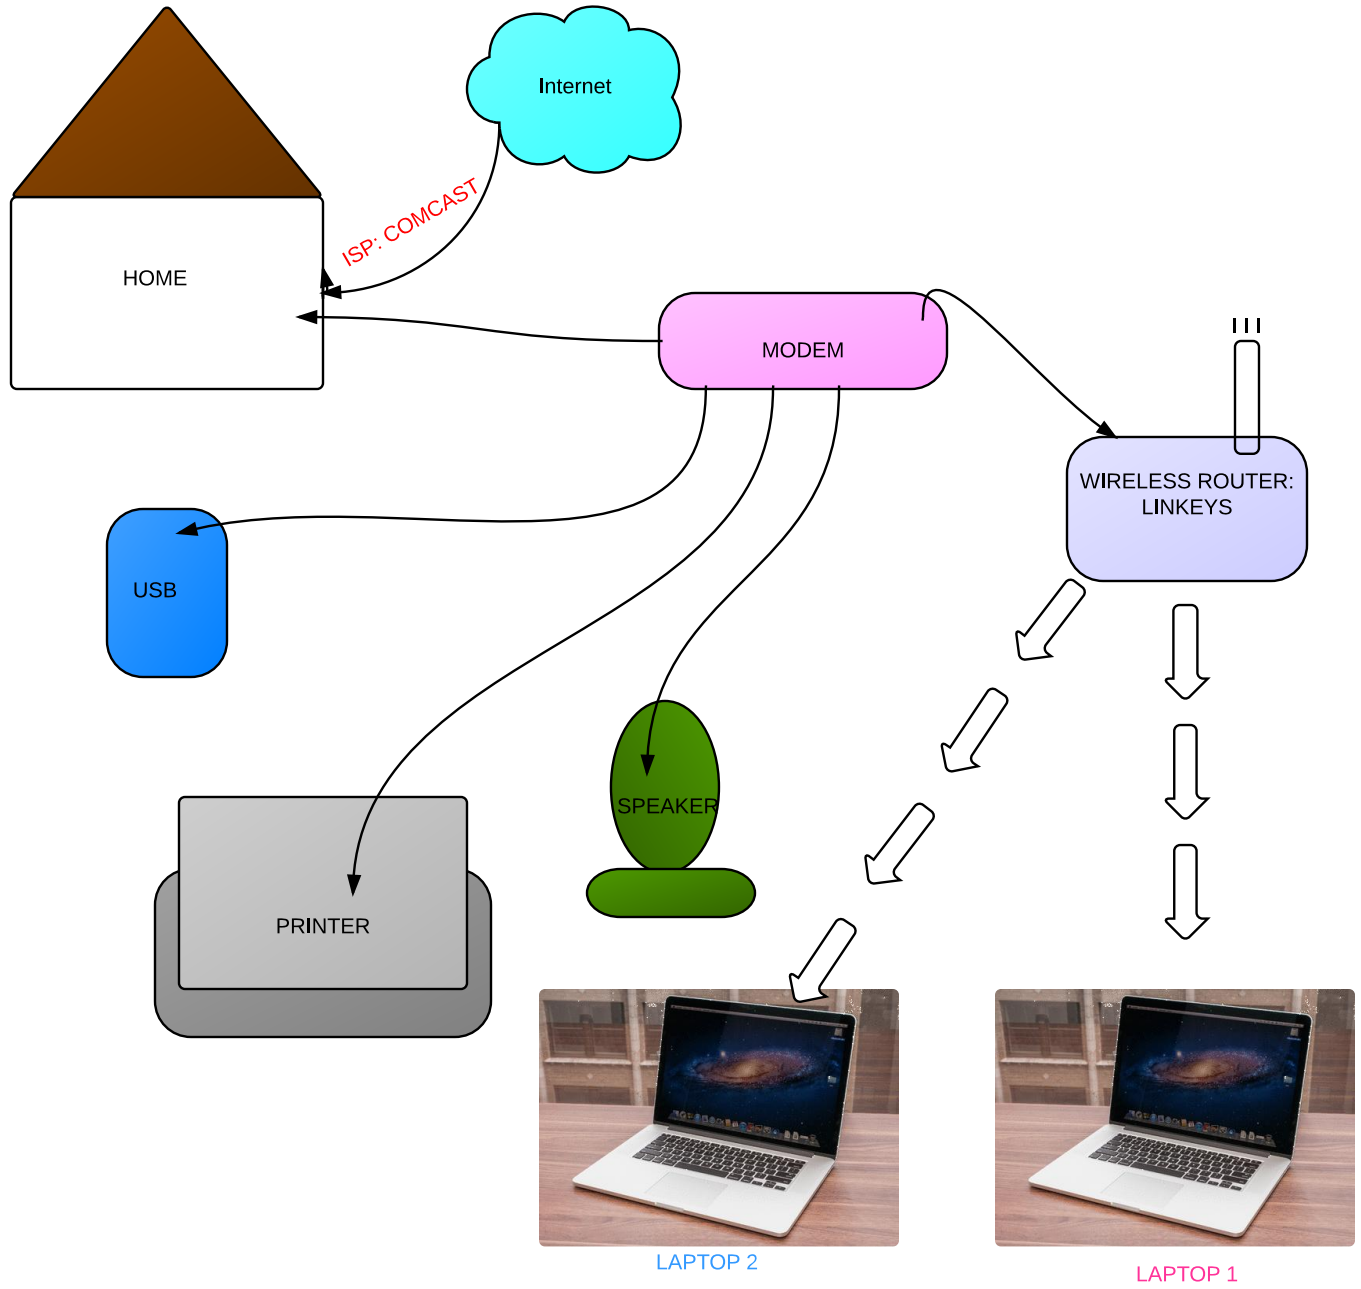 Internet
ISP: COMCAST
HOME
MODEM
WIRELESS ROUTER:
LINKEYS
USB
SPEAKER
PRINTER
LAPTOP 2
LAPTOP 1